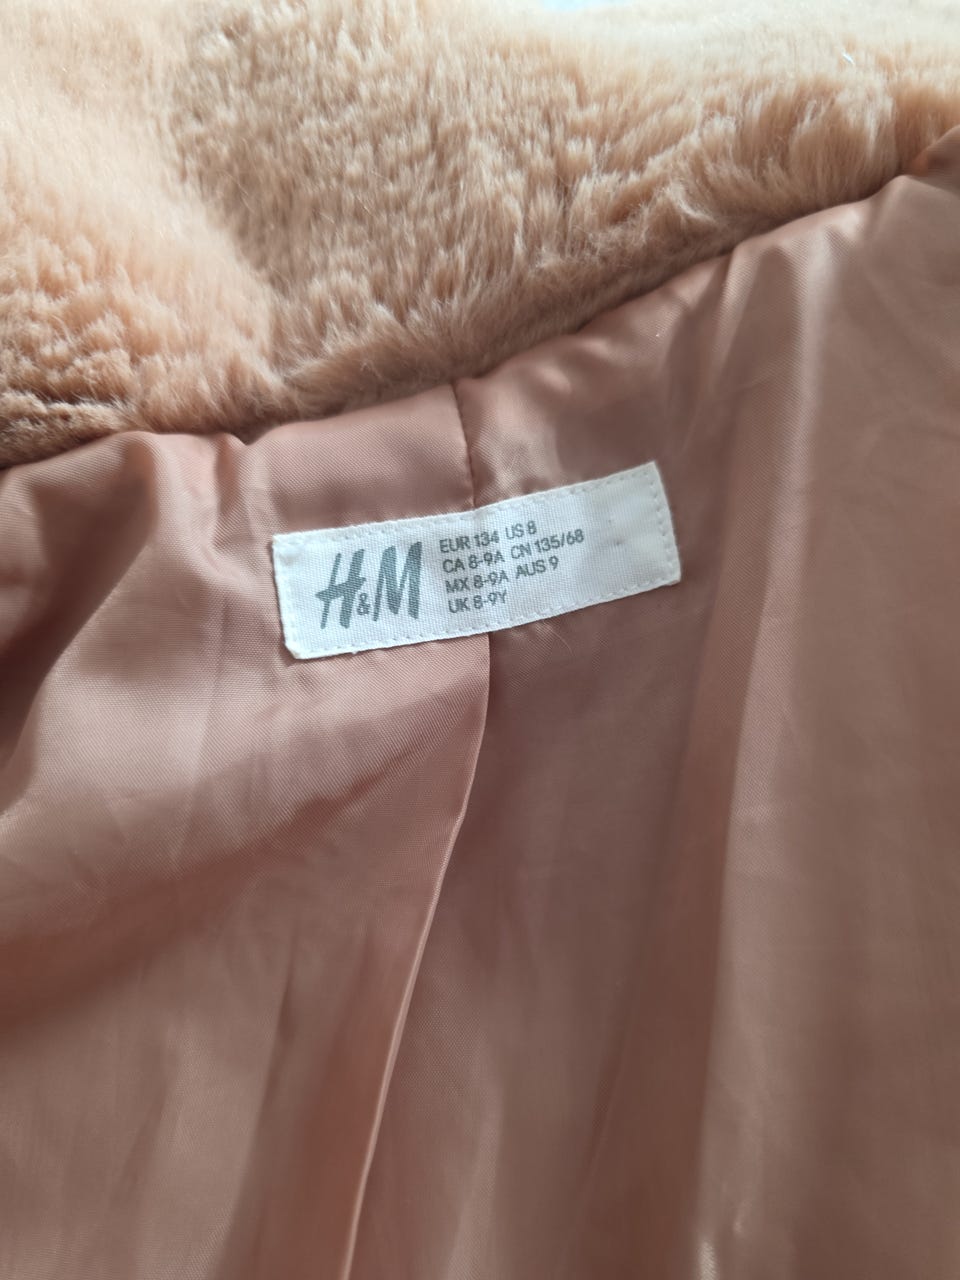 H&M
EUR 134 US 8
CA 8-9A CN 135/68
MX 8-9A AUS 9
UK 8-9Y